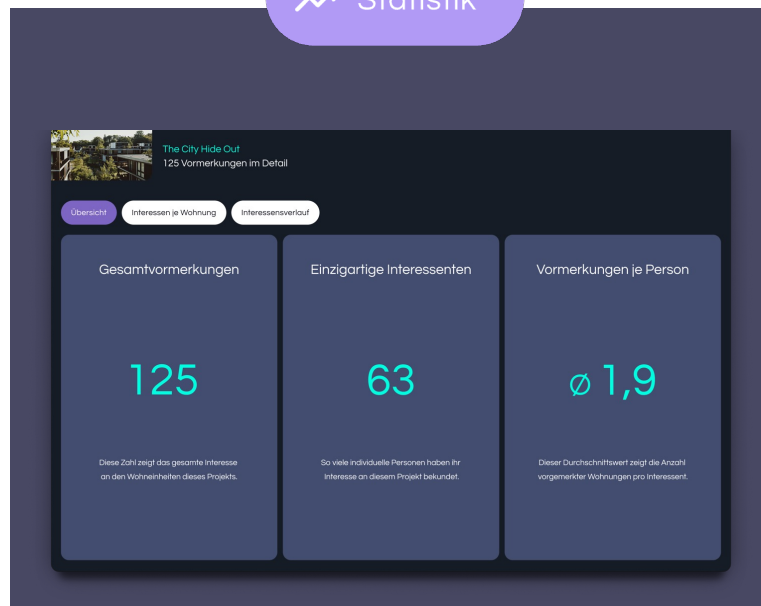 Statistik
The City Hide Out
125 Vormerkungen im Detail
Übersicht
Interessen je Wohnung
Interessensverlauf
Gesamtvormerkungen
125
Diese Zahl zeigt das gesamte Interesse
an den Wohneinheiten dieses Projekts.
Einzigartige Interessenten
63
So viele individuelle Personen haben ihr
Interesse an diesem Projekt bekundet.
Vormerkungen je Person
⌀ 1,9
Dieser Durchschnittswert zeigt die Anzahl
vorgemerkter Wohnungen pro Interessent.